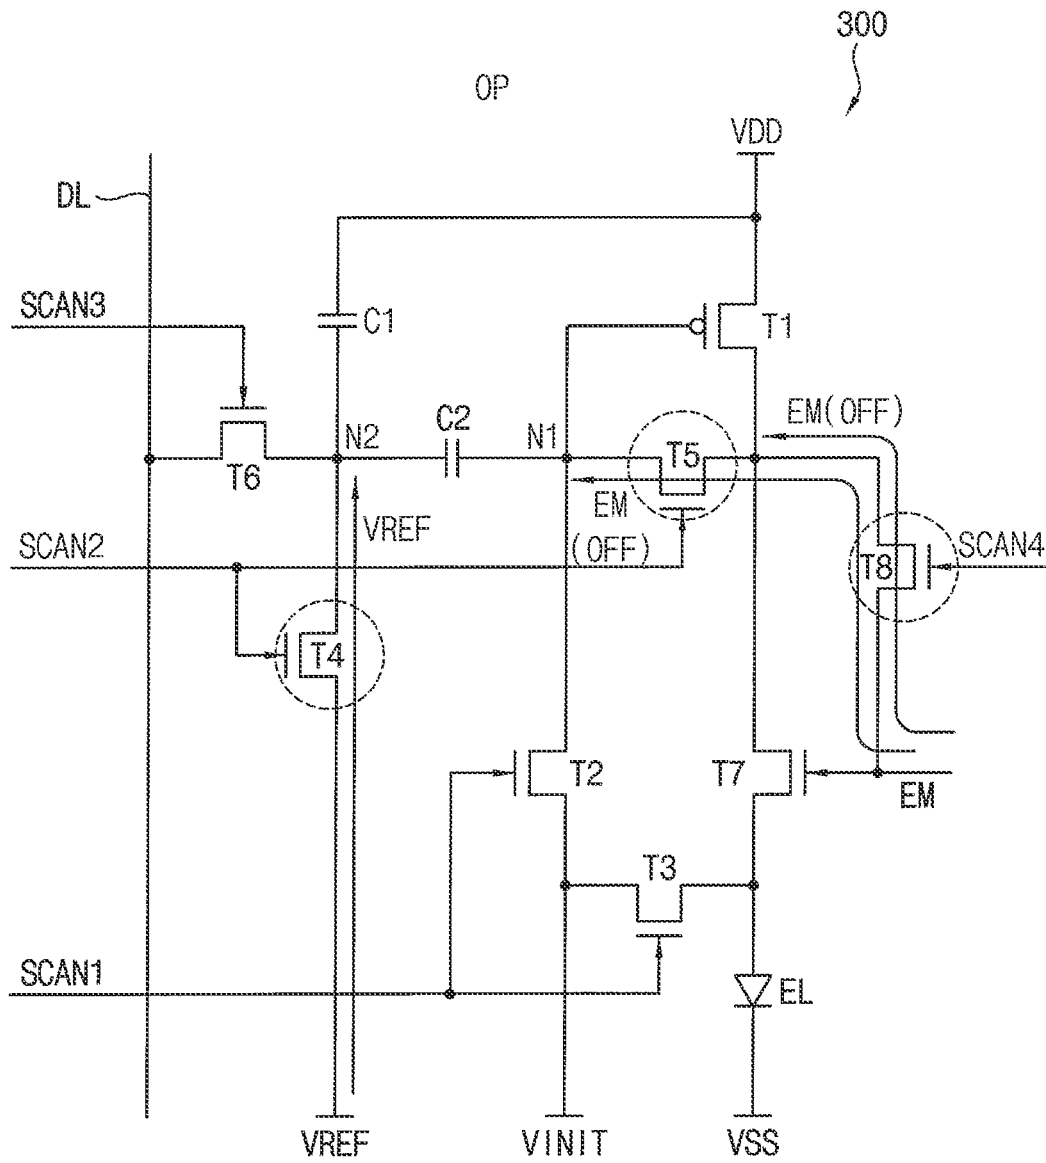 300
OP
VDD
DL
SCAN3
C1
T1
EM(OFF)
C2
N2
N1
T5
T6
EM
VREF
SCAN2
(OFF)
SCAN4
T8
T4
T2
T7
EM
T3
SCAN1
EL
VREF
VINIT
VSS